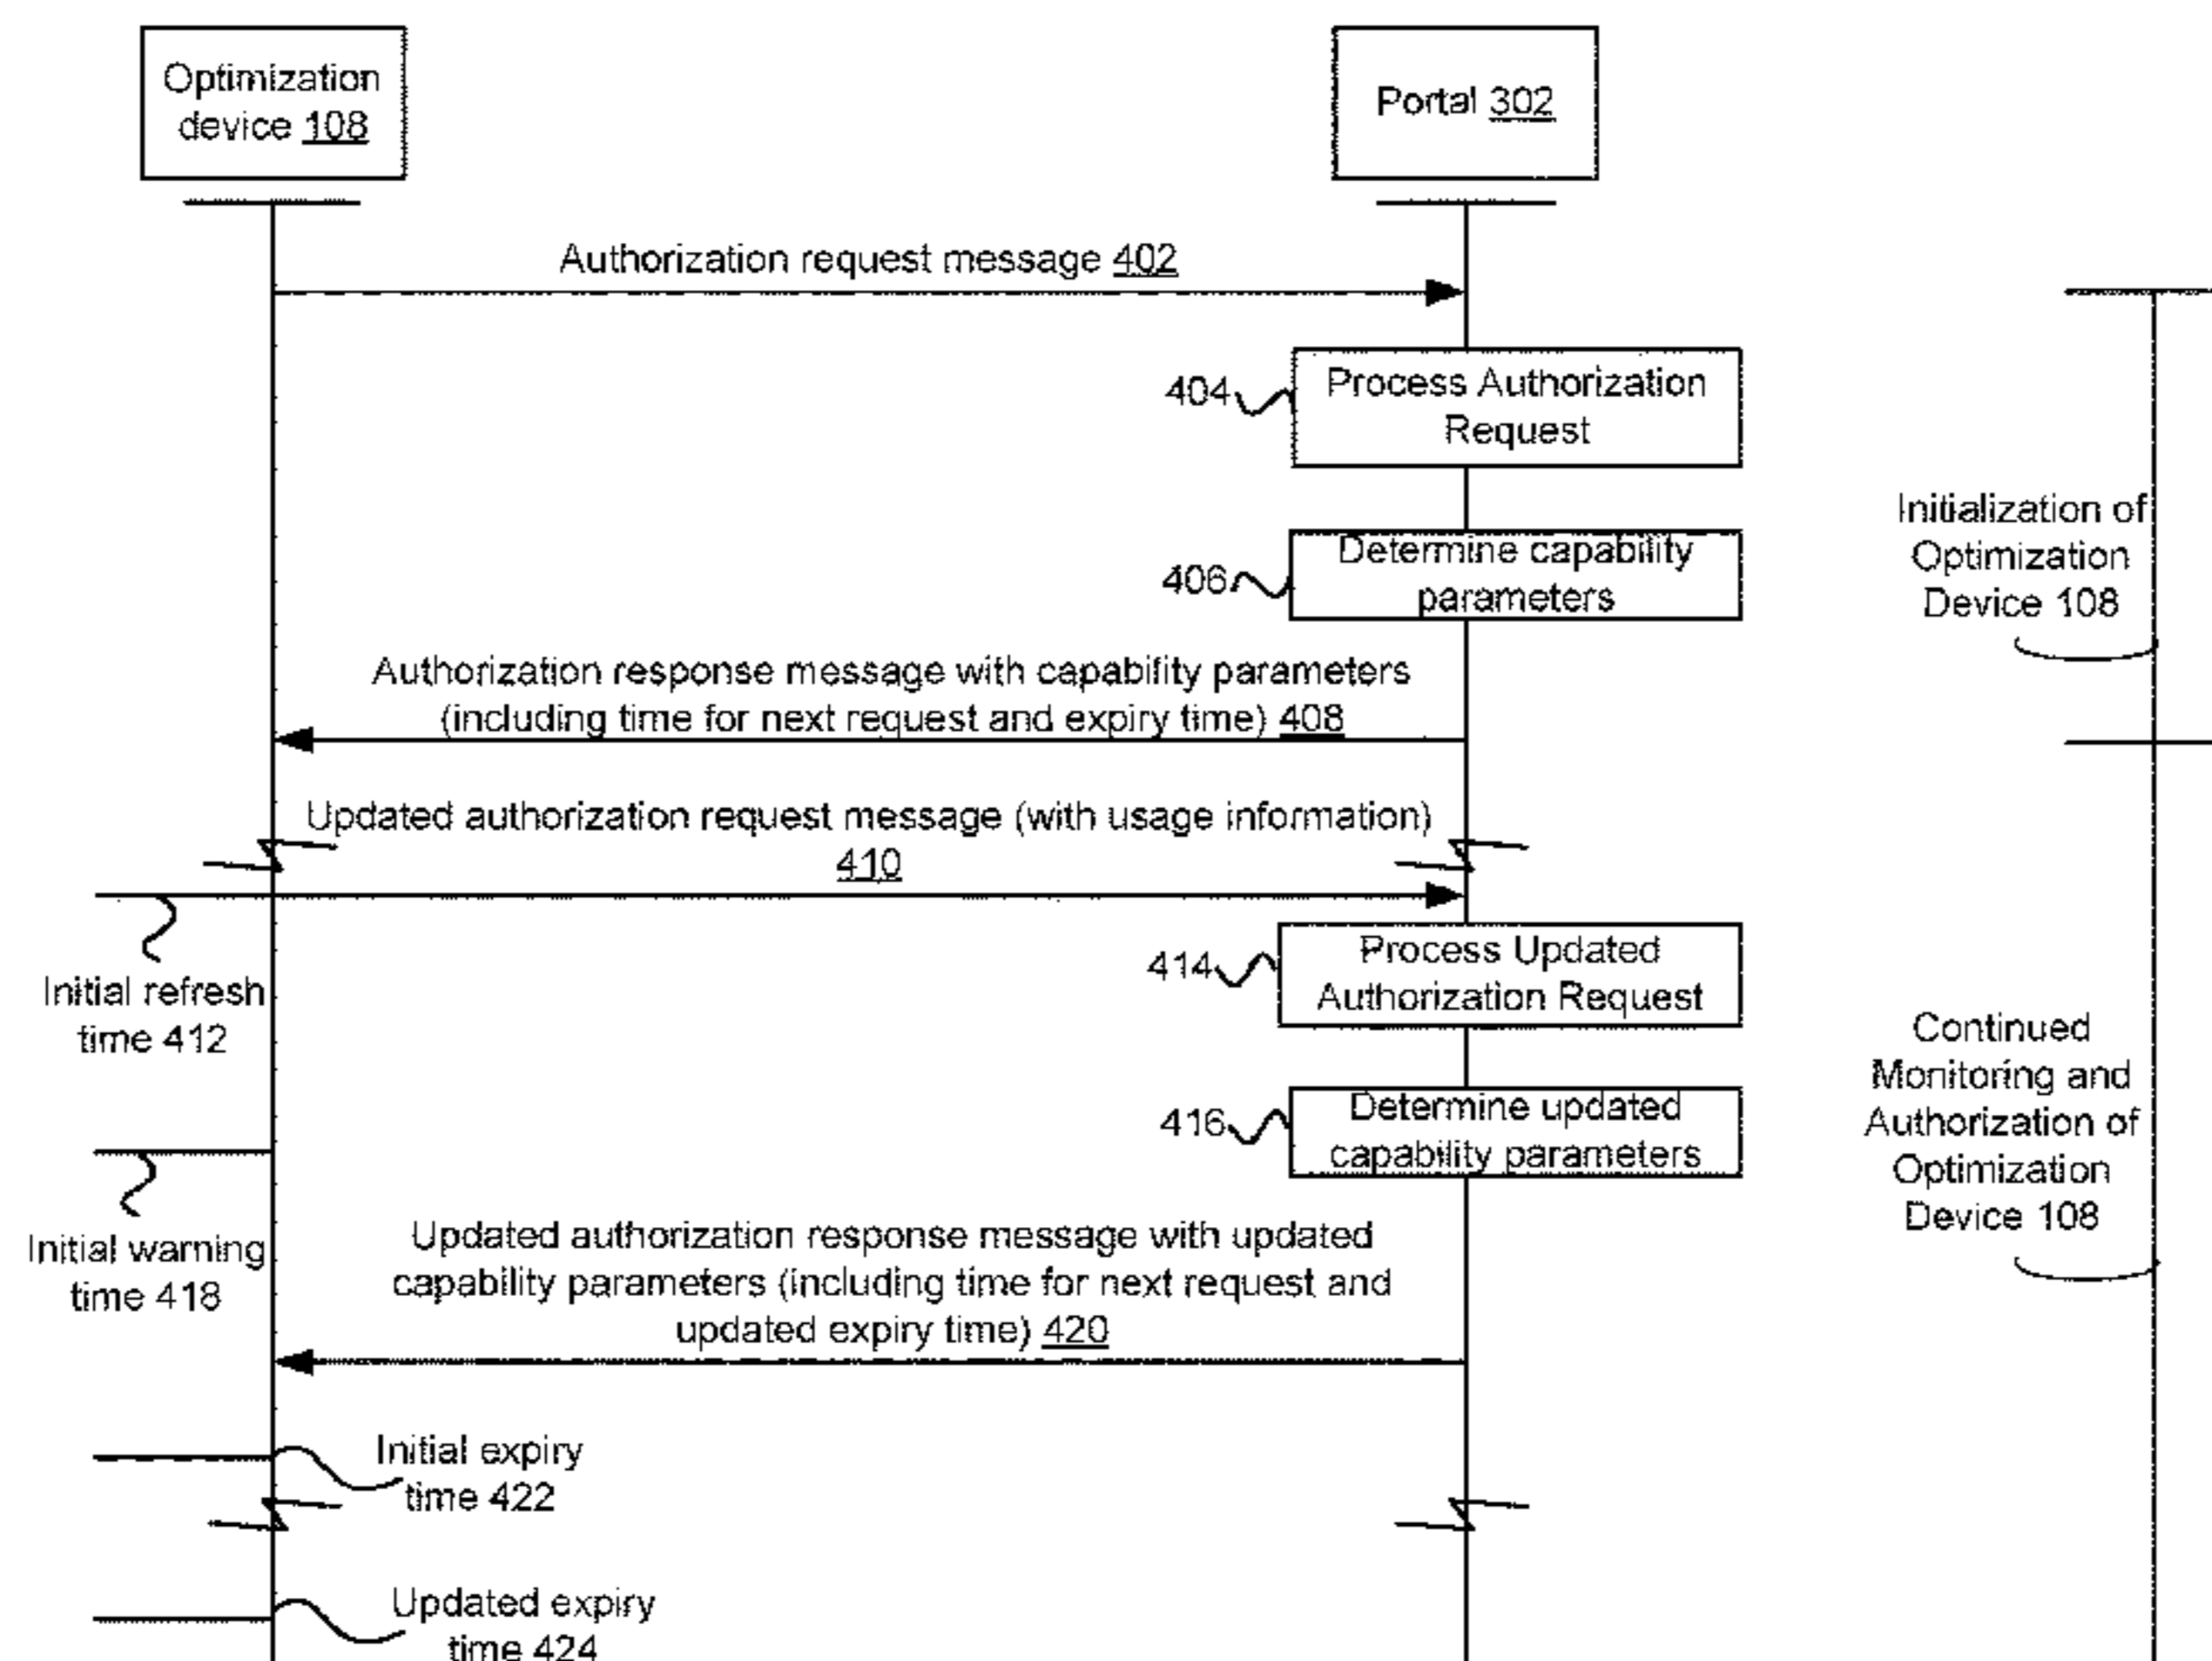 Optimization
device 108
Portal 302
Authorization request message 402
404
Process Authorization
Request
406
Determine capability
parameters
Initialization of
Optimization
Device 108
Authorization response message with capability parameters
(including time for next request and expiry time) 408
Updated authorization request message (with usage information)
410
Initial refresh
time 412
414
Process Updated
Authorization Request
416
Determine updated
capability parameters
Continued
Monitoring and
Authorization of
Optimization
Device 108
Initial warning
time 418
Updated authorization response message with updated
capability parameters (including time for next request and
updated expiry time) 420
Initial expiry
time 422
Updated expiry
time 424